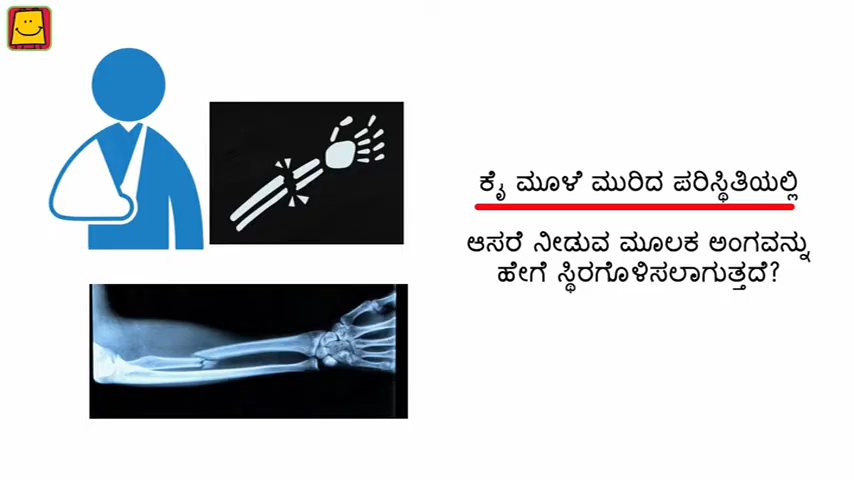 ಕೈ ಮೂಳೆ ಮುರಿದ ಪರಿಸ್ಥಿತಿಯಲ್ಲಿ
ಆಸರೆ ನೀಡುವ ಮೂಲಕ ಅಂಗವನ್ನು
ಹೇಗೆ ಸ್ಥಿರಗೊಳಿಸಲಾಗುತ್ತದೆ?